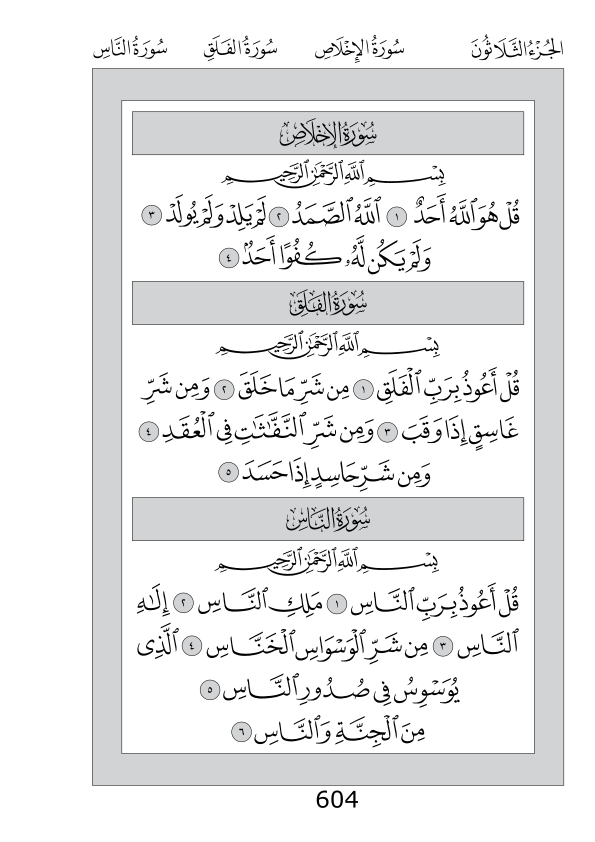 الجُزْءُ الثَّلَاثُونَ سُورَةُ الإِخْلَاصِ سُورَةُ الفَلَقِ سُورَةُ النَّاسِ
سُورَةُ الإِخْلَاصِ
بِسْمِ اللَّهِ الرَّحْمَٰنِ الرَّحِيمِ
قُلْ هُوَ اللَّهُ أَحَدٌ ١ اللَّهُ الصَّمَدُ ٢ لَمْ يَلِدْ وَلَمْ يُولَدْ ٣
وَلَمْ يَكُن لَّهُۥ كُفُوًا أَحَدٌۢ ٤
سُورَةُ الفَلَقِ
بِسْمِ اللَّهِ الرَّحْمَٰنِ الرَّحِيمِ
قُلْ أَعُوذُ بِرَبِّ الْفَلَقِ ١ مِن شَرِّ مَا خَلَقَ ٢ وَمِن شَرِّ
غَاسِقٍ إِذَا وَقَبَ ٣ وَمِن شَرِّ النَّفَّٰثَٰتِ فِي الْعُقَدِ ٤
وَمِن شَرِّ حَاسِدٍ إِذَا حَسَدَ ٥
سُورَةُ النَّاسِ
بِسْمِ اللَّهِ الرَّحْمَٰنِ الرَّحِيمِ
قُلْ أَعُوذُ بِرَبِّ النَّاسِ ١ مَلِكِ النَّاسِ ٢ إِلَٰهِ
النَّاسِ ٣ مِن شَرِّ الْوَسْوَاسِ الْخَنَّاسِ ٤ الَّذِى
يُوَسْوِسُ فِى صُدُورِ النَّاسِ ٥
مِنَ الْجِنَّةِ وَالنَّاسِ ٦
604